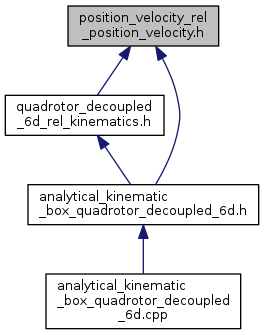 position_velocity_rel
_position_velocity.h
quadrotor_decoupled
_6d_rel_kinematics.h
analytical_kinematic
_box_quadrotor_decoupled_6d.h
analytical_kinematic
_box_quadrotor_decoupled
_6d.cpp